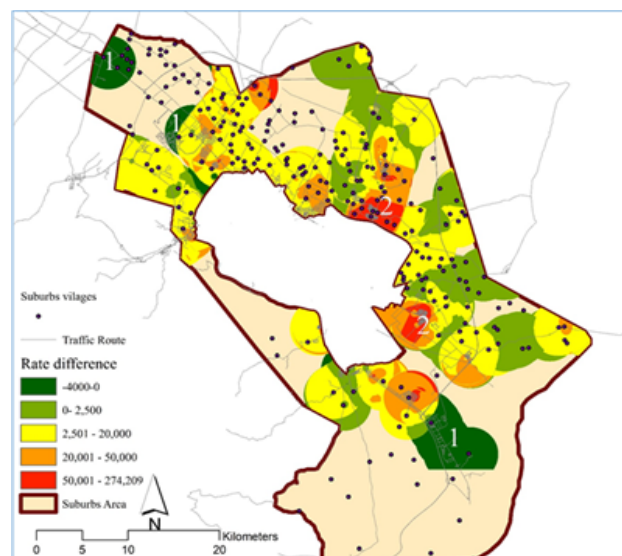 1
1
2
2
1
Suburbs vilages
Traffic Route
Rate difference
-4000-0
0- 2,500
2,501 - 20,000
20,001 - 50,000
50,001 - 274,209
Suburbs Area
N
Kilometers
0 5 10 20